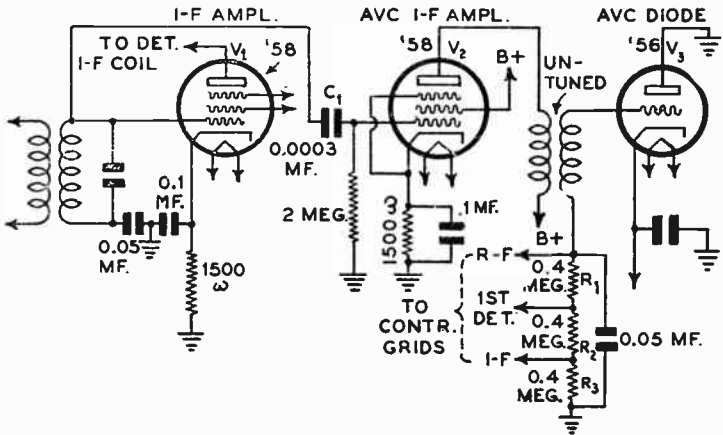 I-F AMPL.
AVC I-F AMPL.
AVC DIODE
TO DET.
I-F COIL
V1
'58
'58
V2
B+
UN-
TUNED
'56
V3
C1
0.0003
MF.
0.1
MF.
0.05
MF.
1500
ω
2 MEG.
1500 ω
.1 MF.
B+
R-F
0.4
MEG.
R1
TO
CONTR.
GRIDS
1ST
DET.
0.4
MEG.
R2
0.05 MF.
I-F
0.4
MEG.
R3